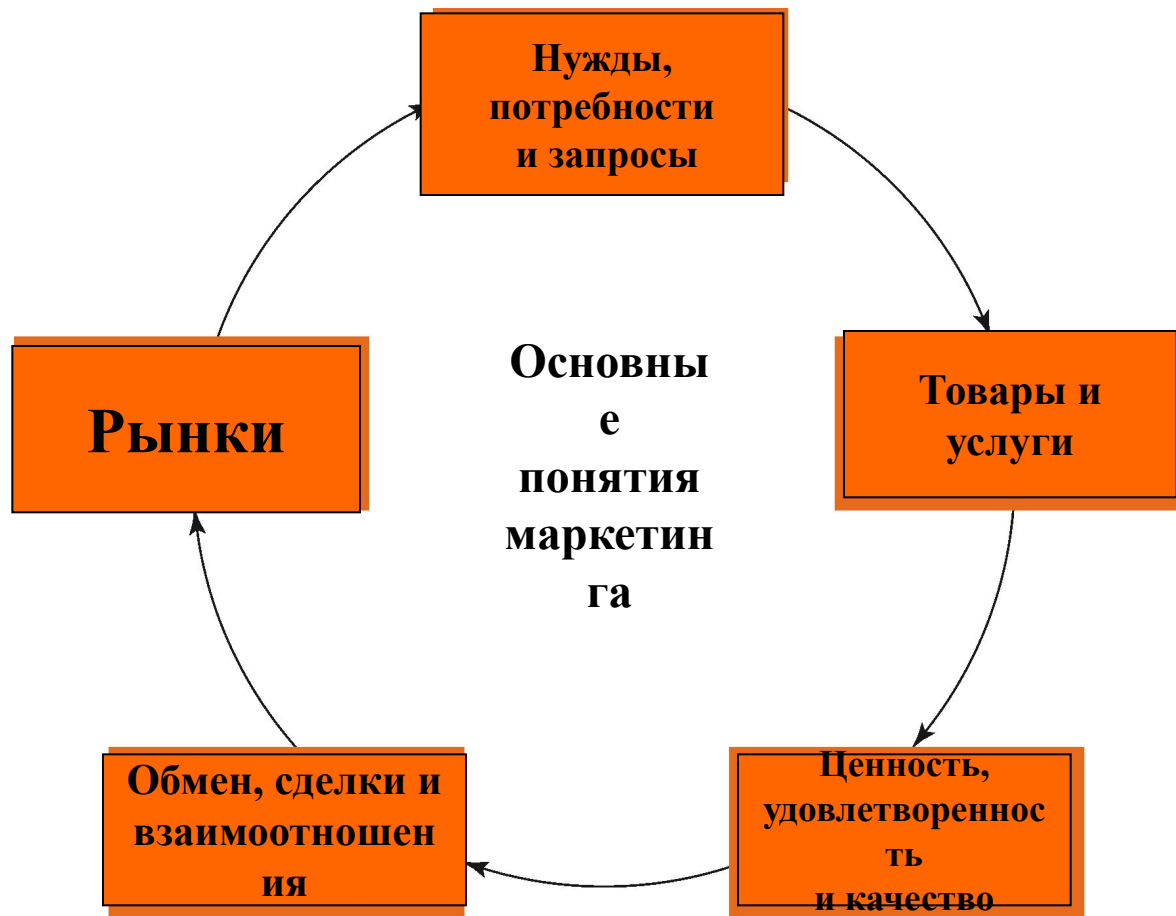 Нужды,
потребности
и запросы
Товары и
услуги
Ценность,
удовлетвореннос
ть
и качество
Обмен, сделки и
взаимоотношен
ия
Рынки
Основны
е
понятия
маркетин
га